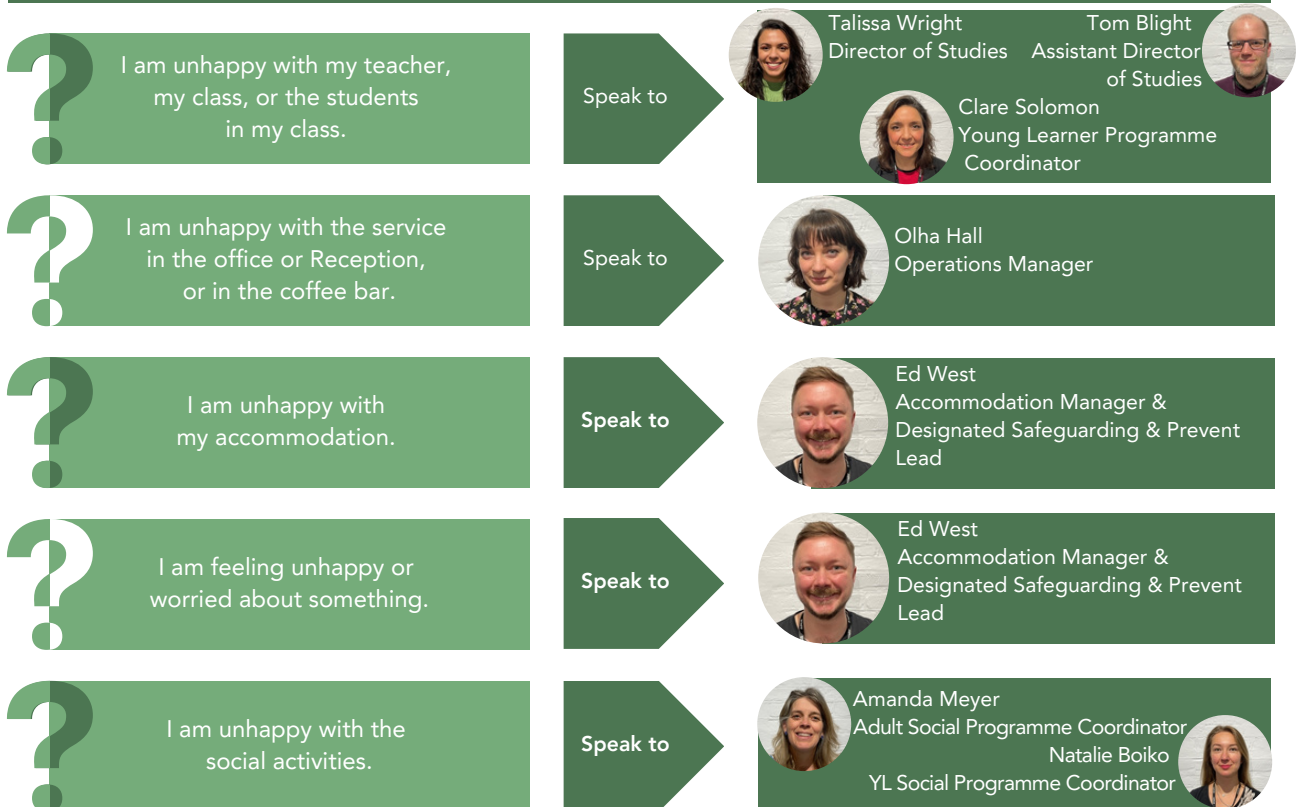 I am unhappy with my teacher,
my class, or the students
in my class.
Speak to
Talissa Wright
Director of Studies
Tom Blight
Assistant Director
of Studies
Clare Solomon
Young Learner Programme
Coordinator
I am unhappy with the service
in the office or Reception,
or in the coffee bar.
Speak to
Olha Hall
Operations Manager
I am unhappy with
my accommodation.
Speak to
Ed West
Accommodation Manager &
Designated Safeguarding & Prevent
Lead
I am feeling unhappy or
worried about something.
Speak to
Ed West
Accommodation Manager &
Designated Safeguarding & Prevent
Lead
I am unhappy with the
social activities.
Speak to
Amanda Meyer
Adult Social Programme Coordinator
Natalie Boiko
YL Social Programme Coordinator